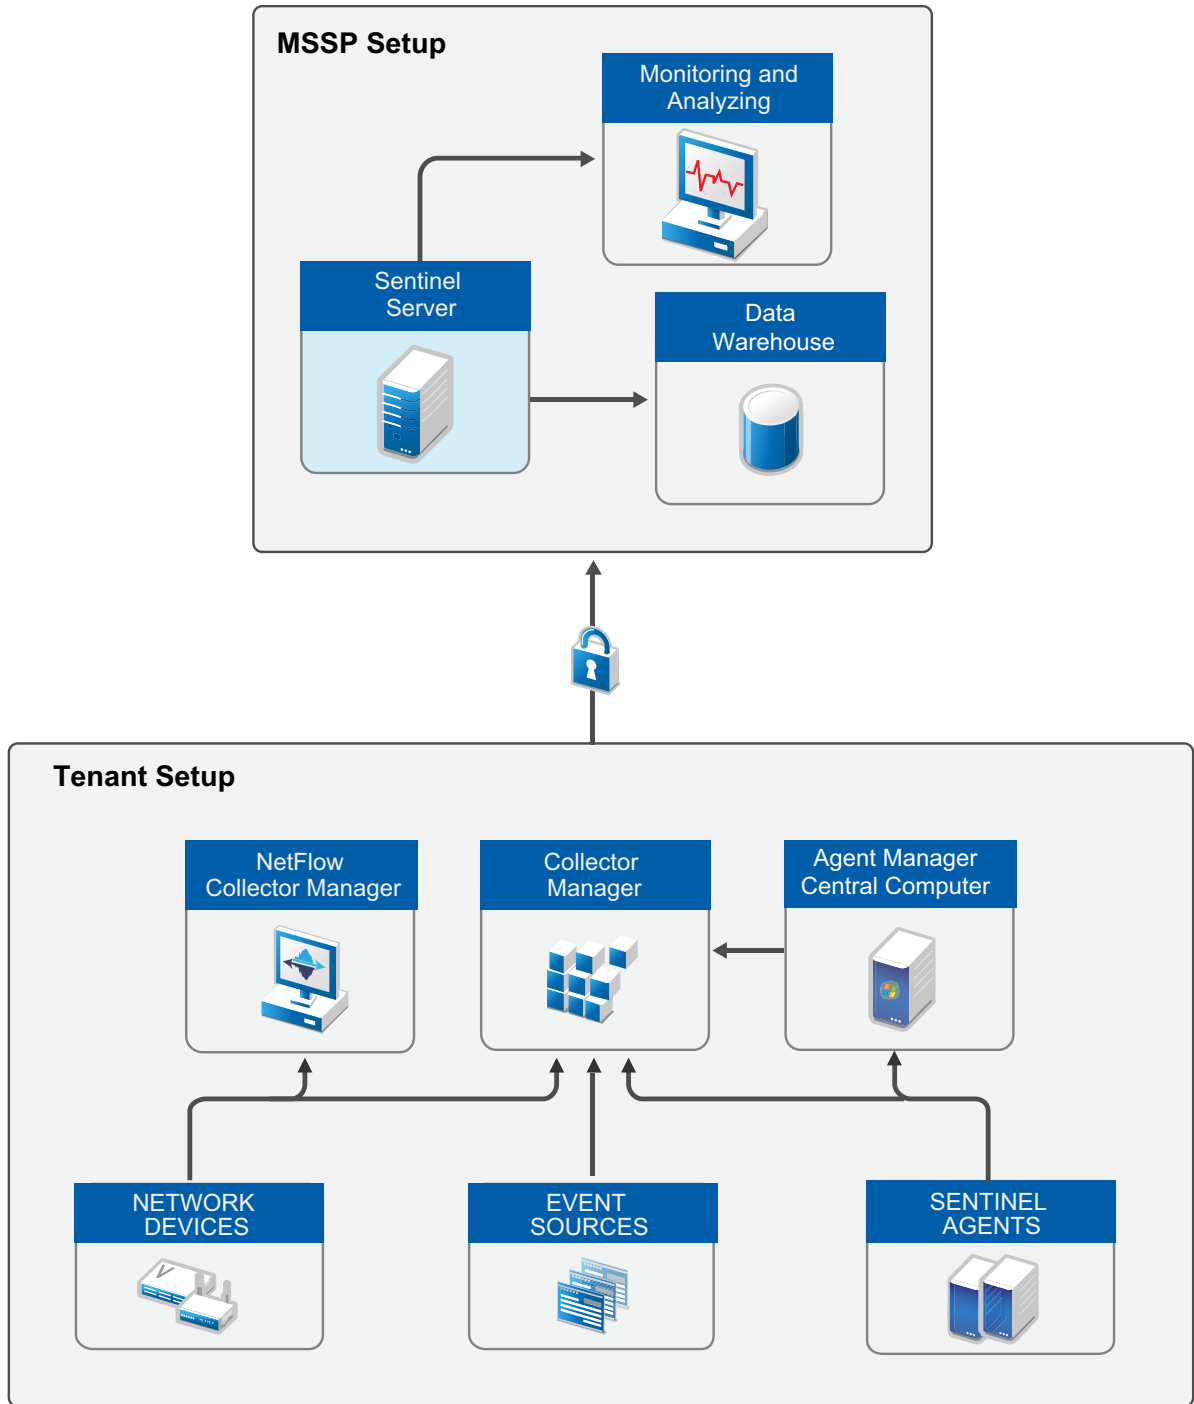 MSSP Setup
Monitoring and
Analyzing
Sentinel
Server
Data
Warehouse
Tenant Setup
NetFlow
Collector Manager
Collector
Manager
Agent Manager
Central Computer
NETWORK
DEVICES
EVENT
SOURCES
SENTINEL
AGENTS